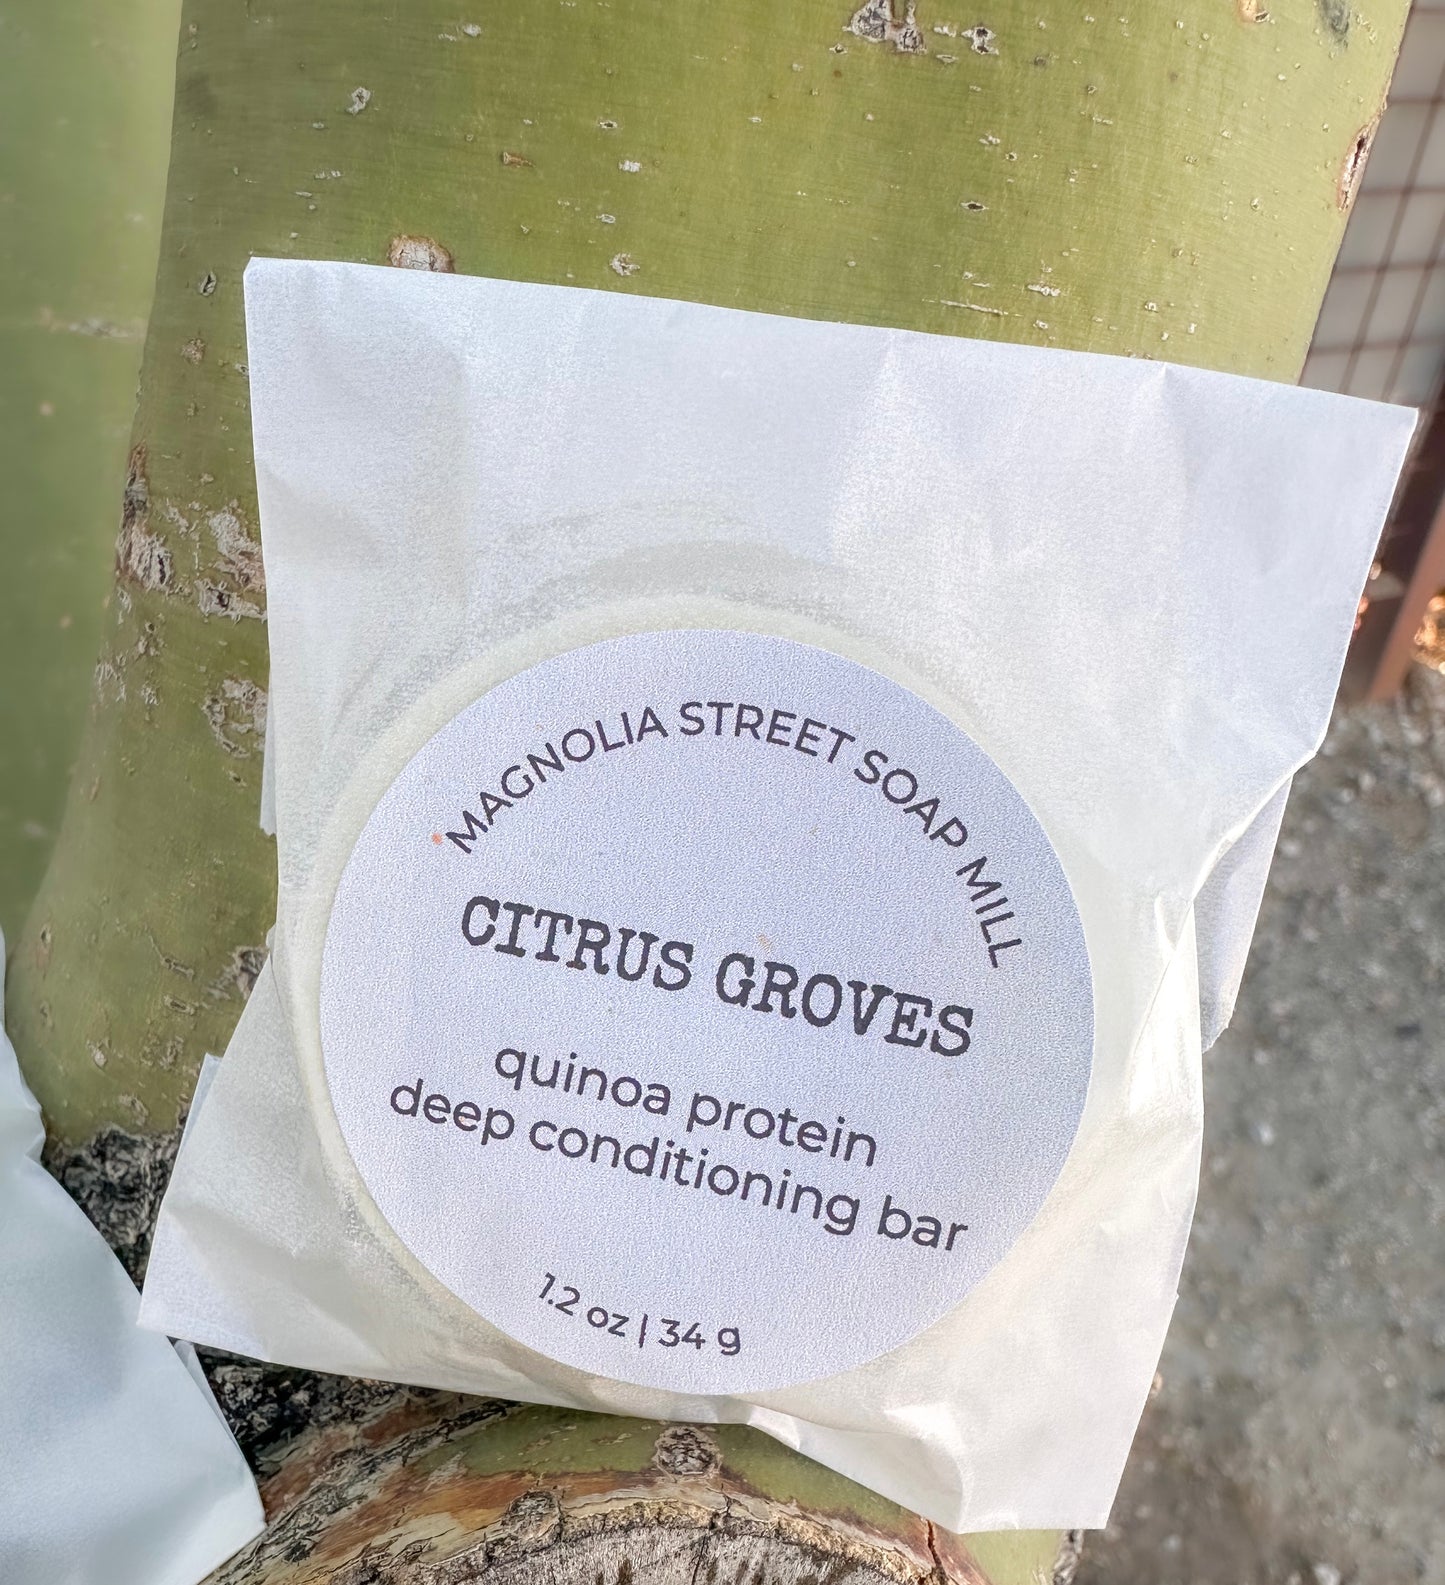 MAGNOLIA STREET SOAP MILL
CITRUS GROVES
quinoa protein
deep conditioning bar
1.2 oz | 34 g